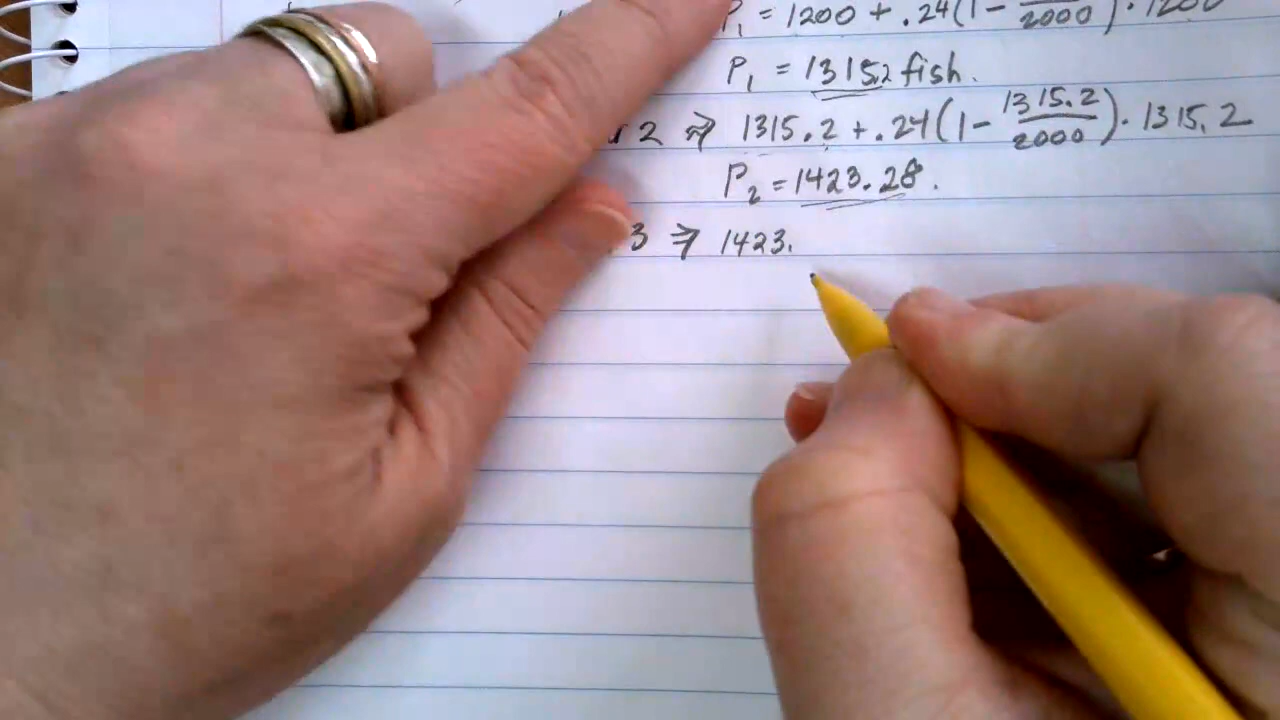 P₁ = 1200 + .24(1 - /2000) · 1200
P₁ = 1315.2 fish.
2 ⇒ 1315.2 + .24(1 - 1315.2/2000) · 1315.2
P₂ = 1423.28.
3 ⇒ 1423.